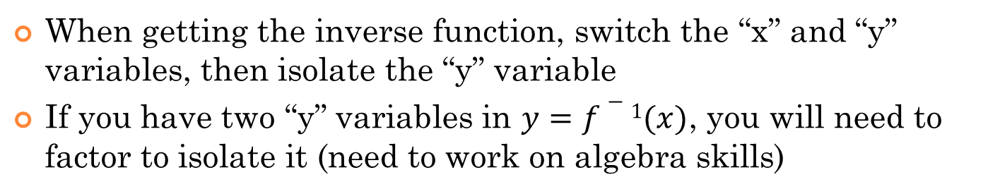 When getting the inverse function, switch the “x” and “y”
variables, then isolate the “y” variable
If you have two “y” variables in y = f ⁻ ¹(x), you will need to
factor to isolate it (need to work on algebra skills)